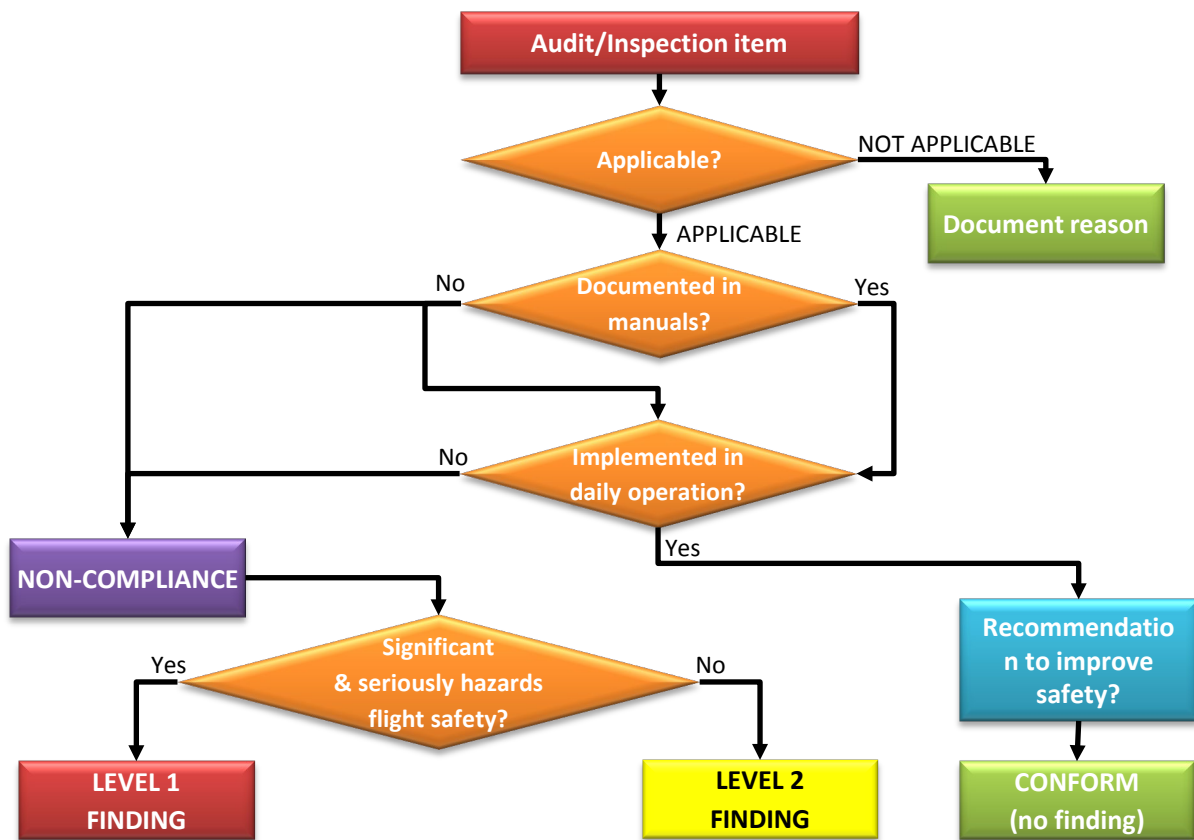 Audit/Inspection item
Applicable?
NOT APPLICABLE
Document reason
APPLICABLE
No
Documented in
manuals?
Yes
No
Implemented in
daily operation?
Yes
NON-COMPLIANCE
Recommendatio
n to improve
safety?
Yes
Significant
& seriously hazards
flight safety?
No
LEVEL 1
FINDING
LEVEL 2
FINDING
CONFORM
(no finding)